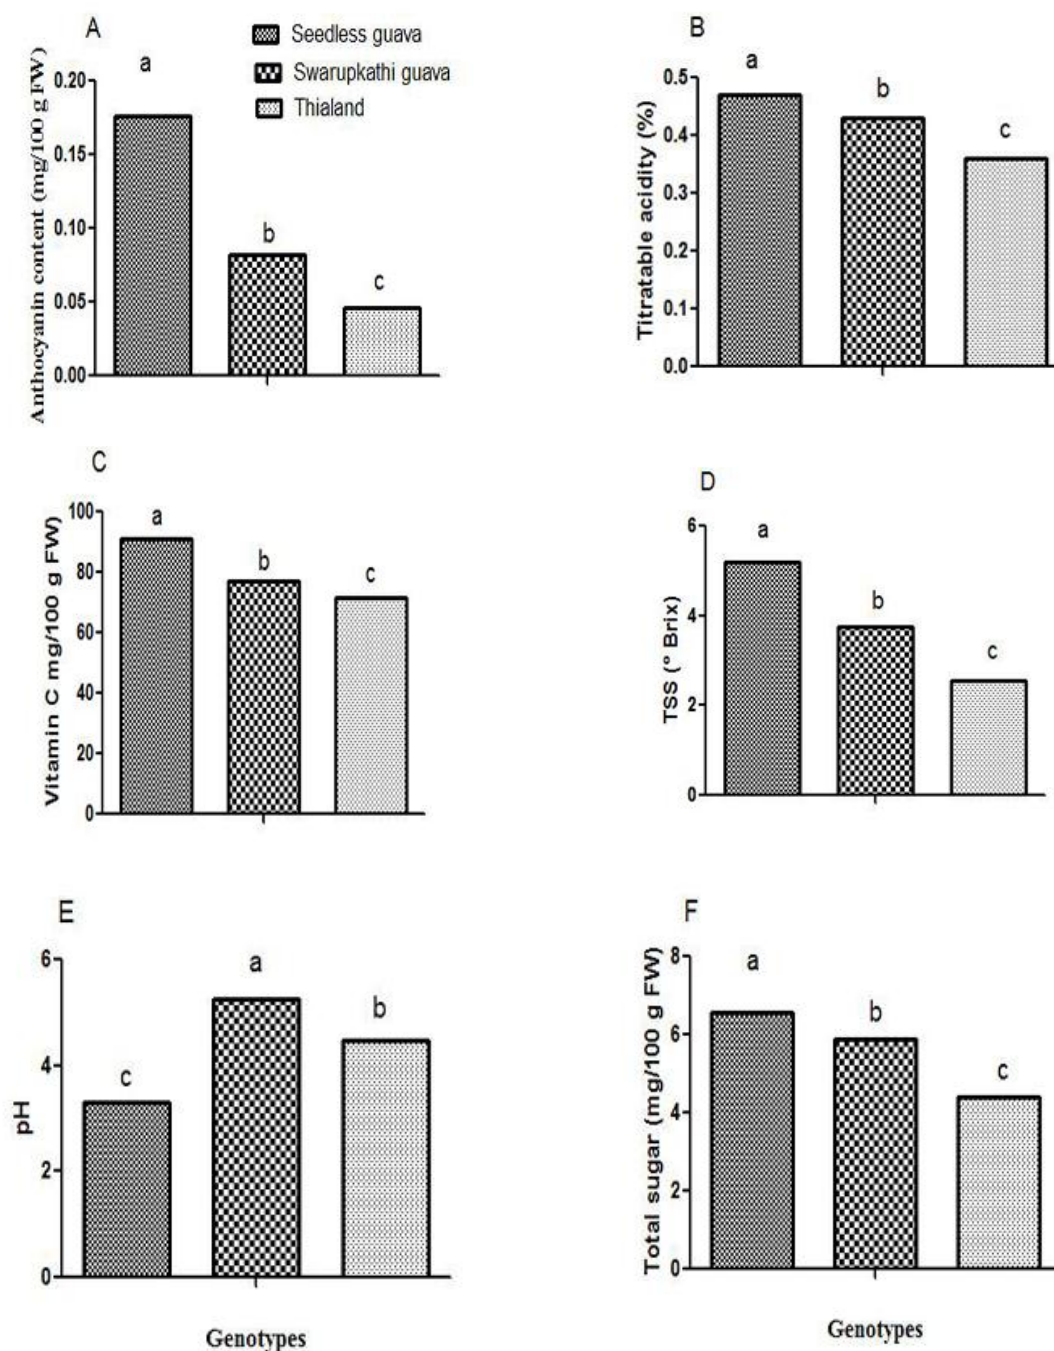 A
Seedless guava
Swarupkathi guava
Thialand
Anthocyanin content (mg/100 g FW)
0.20
0.15
0.10
0.05
0.00
a
b
c
B
Titratable acidity (%)
0.5
0.4
0.3
0.2
0.1
0.0
a
b
c
C
Vitamin C mg/100 g FW)
100
80
60
40
20
0
a
b
c
D
TSS (° Brix)
6
4
2
0
a
b
c
E
pH
6
4
2
0
c
a
b
Genotypes
F
Total sugar (mg/100 g FW)
8
6
4
2
0
a
b
c
Genotypes